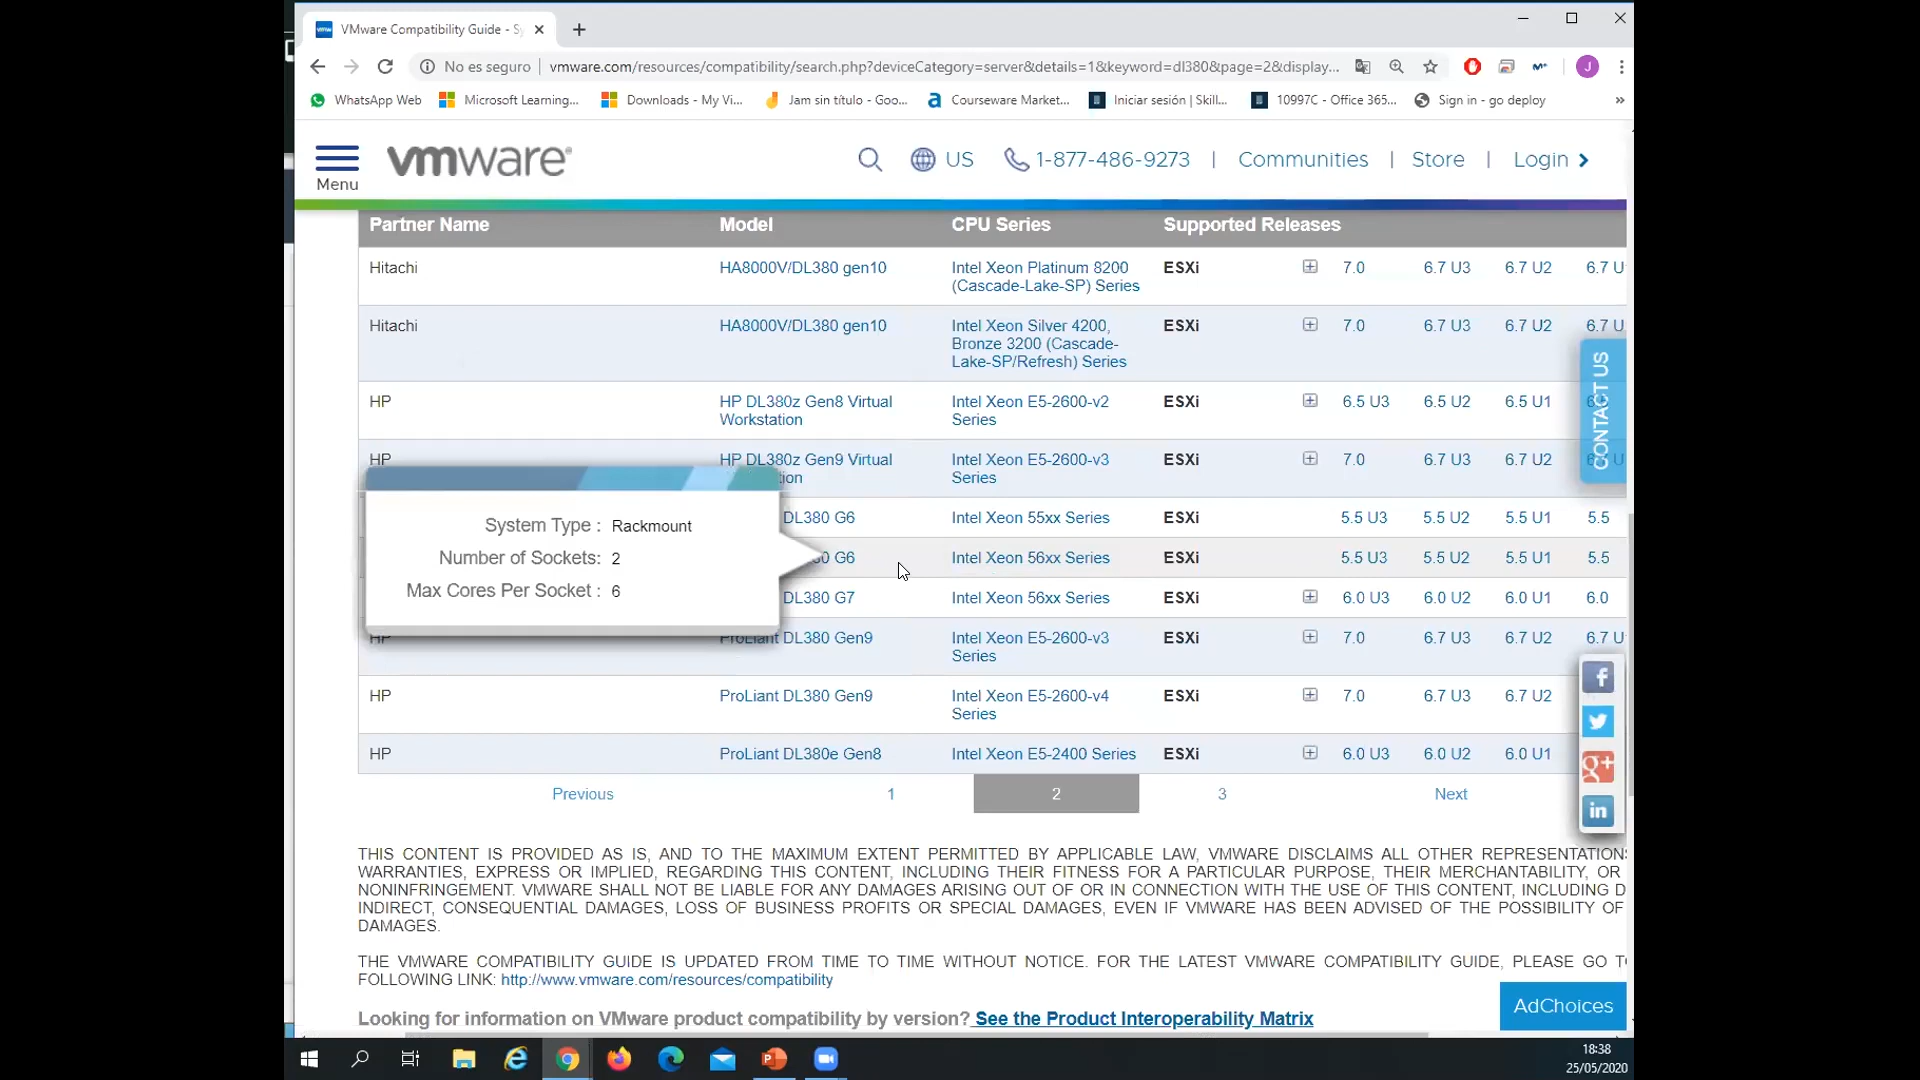 VMware Compatibility Guide - Sy
No es seguro
vmware.com/resources/compatibility/search.php?deviceCategory=server&details=1&keyword=dl380&page=2&display...
J
WhatsApp Web
Microsoft Learning...
Downloads - My Vi...
Jam sin título - Goo...
Courseware Market...
Iniciar sesión | Skill...
10997C - Office 365...
Sign in - go deploy
»
Menu
vmware®
US
1-877-486-9273
|
Communities
|
Store
|
Login
Partner Name Model CPU Series Supported Releases
Hitachi HA8000V/DL380 gen10 Intel Xeon Platinum 8200 ESXi 7.0 6.7 U3 6.7 U2 6.7 U
(Cascade-Lake-SP) Series
Hitachi HA8000V/DL380 gen10 Intel Xeon Silver 4200, ESXi 7.0 6.7 U3 6.7 U2 6.7 U
Bronze 3200 (Cascade-
Lake-SP/Refresh) Series
HP HP DL380z Gen8 Virtual Intel Xeon E5-2600-v2 ESXi 6.5 U3 6.5 U2 6.5 U1
Workstation Series
HP HP DL380z Gen9 Virtual Intel Xeon E5-2600-v3 ESXi 7.0 6.7 U3 6.7 U2
tion Series
DL380 G6 Intel Xeon 55xx Series ESXi 5.5 U3 5.5 U2 5.5 U1 5.5
0 G6 Intel Xeon 56xx Series ESXi 5.5 U3 5.5 U2 5.5 U1 5.5
DL380 G7 Intel Xeon 56xx Series ESXi 6.0 U3 6.0 U2 6.0 U1 6.0
HP ProLiant DL380 Gen9 Intel Xeon E5-2600-v3 ESXi 7.0 6.7 U3 6.7 U2 6.7 U
Series
HP ProLiant DL380 Gen9 Intel Xeon E5-2600-v4 ESXi 7.0 6.7 U3 6.7 U2
Series
HP ProLiant DL380e Gen8 Intel Xeon E5-2400 Series ESXi 6.0 U3 6.0 U2 6.0 U1
System Type : Rackmount
Number of Sockets: 2
Max Cores Per Socket : 6
CONTACT US
f
g+
in
Previous 1 2 3 Next
THIS CONTENT IS PROVIDED AS IS, AND TO THE MAXIMUM EXTENT PERMITTED BY APPLICABLE LAW, VMWARE DISCLAIMS ALL OTHER REPRESENTATION
WARRANTIES, EXPRESS OR IMPLIED, REGARDING THIS CONTENT, INCLUDING THEIR FITNESS FOR A PARTICULAR PURPOSE, THEIR MERCHANTABILITY, OR
NONINFRINGEMENT. VMWARE SHALL NOT BE LIABLE FOR ANY DAMAGES ARISING OUT OF OR IN CONNECTION WITH THE USE OF THIS CONTENT, INCLUDING D
INDIRECT, CONSEQUENTIAL DAMAGES, LOSS OF BUSINESS PROFITS OR SPECIAL DAMAGES, EVEN IF VMWARE HAS BEEN ADVISED OF THE POSSIBILITY OF
DAMAGES.
THE VMWARE COMPATIBILITY GUIDE IS UPDATED FROM TIME TO TIME WITHOUT NOTICE. FOR THE LATEST VMWARE COMPATIBILITY GUIDE, PLEASE GO T
FOLLOWING LINK: http://www.vmware.com/resources/compatibility
AdChoices
Looking for information on VMware product compatibility by version? See the Product Interoperability Matrix
18:38
25/05/2020